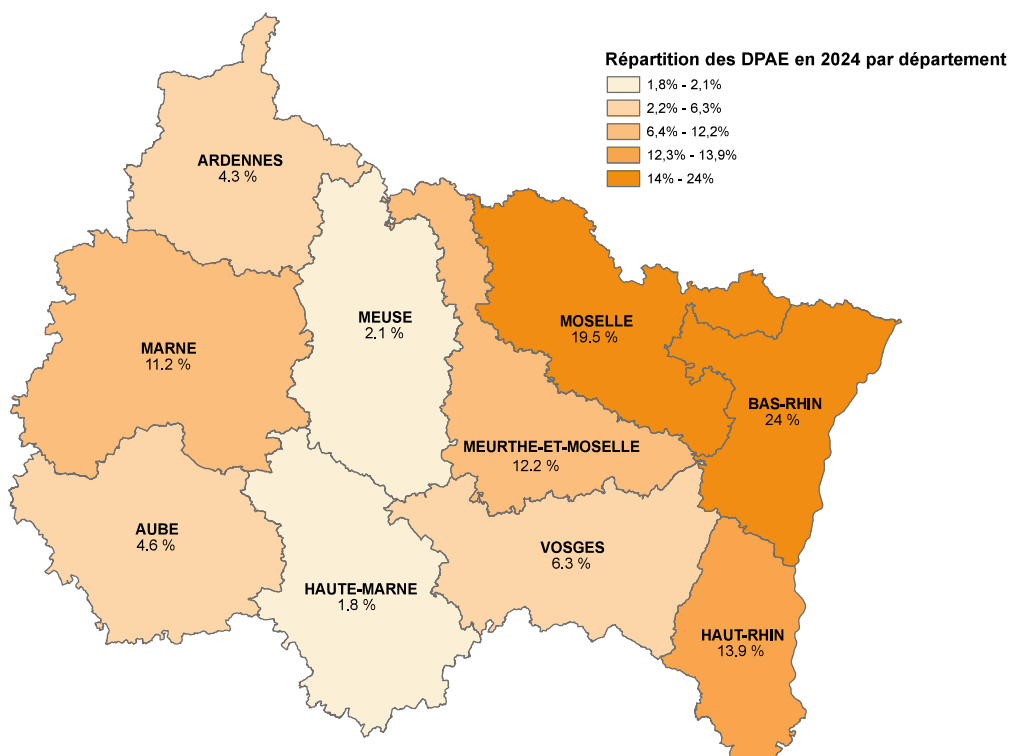 Répartition des DPAE en 2024 par département
1,8% - 2,1%
2,2% - 6,3%
6,4% - 12,2%
12,3% - 13,9%
14% - 24%
ARDENNES
4.3 %
MEUSE
2.1 %
MOSELLE
19.5 %
MARNE
11.2 %
BAS-RHIN
24 %
MEURTHE-ET-MOSELLE
12.2 %
AUBE
4.6 %
VOSGES
6.3 %
HAUTE-MARNE
1.8 %
HAUT-RHIN
13.9 %